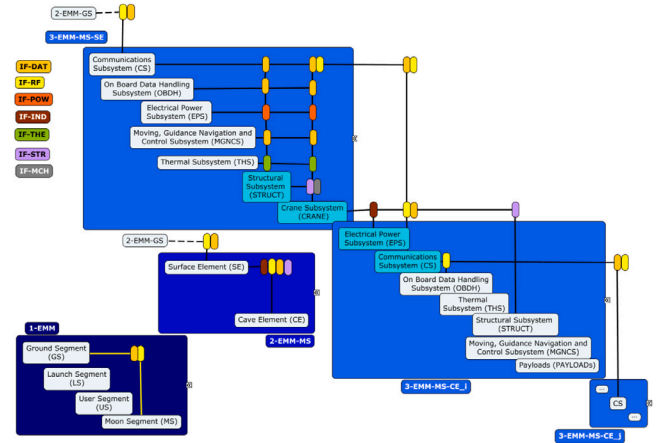 2-EMM-GS
3-EMM-MS-SE
IF-DAT
IF-RF
IF-POW
IF-IND
IF-THE
IF-STR
IF-MCH
Communications
Subsystem (CS)
On Board Data Handling
Subsystem (OBDH)
Electrical Power
Subsystem (EPS)
Moving, Guidance Navigation and
Control Subsystem (MGNCS)
Thermal Subsystem (THS)
Structural
Subsystem
(STRUCT)
Crane Subsystem
(CRANE)
2-EMM-GS
Surface Element (SE)
Cave Element (CE)
2-EMM-MS
Electrical Power
Subsystem (EPS)
Communications
Subsystem (CS)
On Board Data Handling
Subsystem (OBDH)
Thermal
Subsystem (THS)
Structural Subsystem
(STRUCT)
Moving, Guidance Navigation and
Control Subsystem (MGNCS)
Payloads (PAYLOADs)
3-EMM-MS-CE_i
1-EMM
Ground Segment
(GS)
Launch Segment
(LS)
User Segment
(US)
Moon Segment (MS)
...
CS
...
3-EMM-MS-CE_j